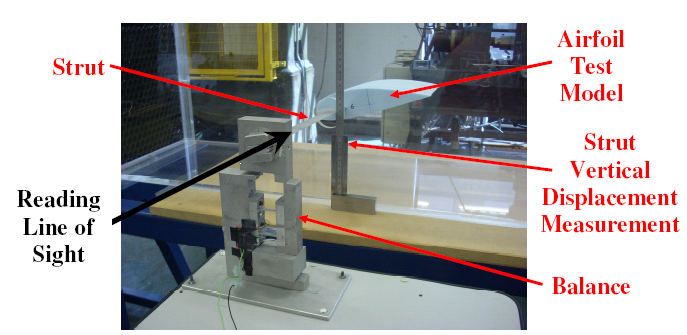 Airfoil
Test
Model
Strut
Strut
Vertical
Displacement
Measurement
Reading
Line of
Sight
Balance